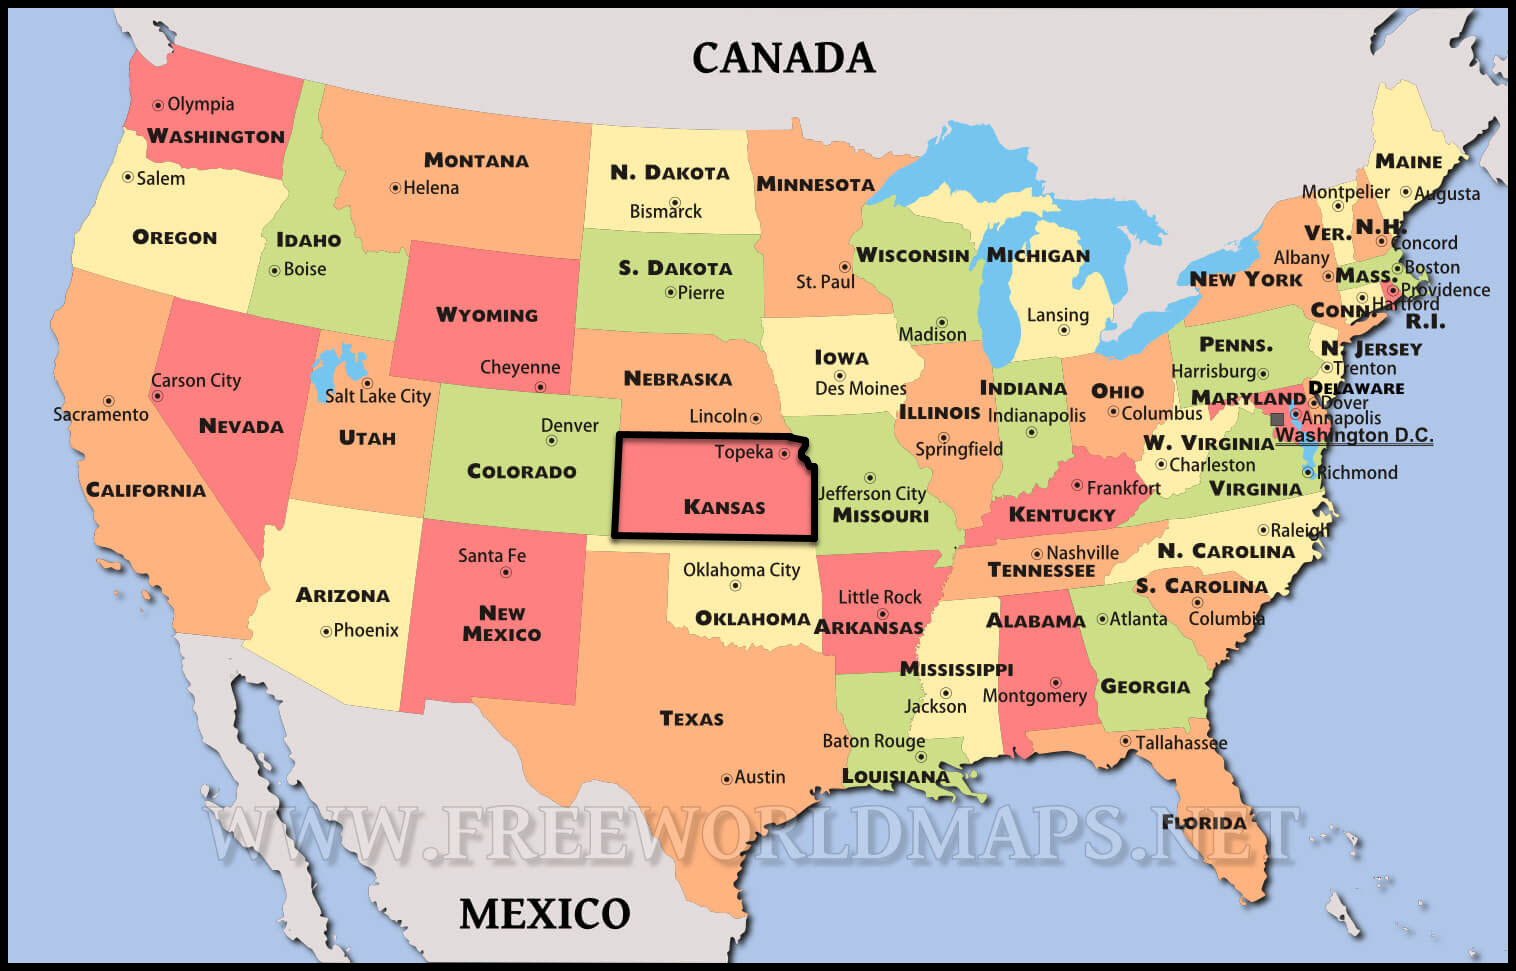 CANADA
Olympia
WASHINGTON
MONTANA
Helena
N. DAKOTA
Bismarck
MINNESOTA
MAINE
Montpelier
Augusta
Salem
OREGON
IDAHO
Boise
S. DAKOTA
Pierre
St. Paul
WISCONSIN
Madison
MICHIGAN
Lansing
VER.
N.H.
Concord
Albany
NEW YORK
MASS.
Boston
Providence
Hartford
CONN.
R.I.
WYOMING
Cheyenne
IOWA
Des Moines
PENNS.
Harrisburg
N. JERSEY
Trenton
Carson City
Sacramento
NEVADA
Salt Lake City
UTAH
Denver
COLORADO
NEBRASKA
Lincoln
ILLINOIS
Springfield
INDIANA
Indianapolis
OHIO
Columbus
MARYLAND
DELAWARE
Dover
Annapolis
Washington D.C.
W. VIRGINIA
Charleston
Richmond
VIRGINIA
CALIFORNIA
Topeka
KANSAS
Jefferson City
MISSOURI
Frankfort
KENTUCKY
Raleigh
N. CAROLINA
Nashville
TENNESSEE
S. CAROLINA
Columbia
Santa Fe
NEW
MEXICO
ARIZONA
Phoenix
Oklahoma City
OKLAHOMA
Little Rock
ARKANSAS
ALABAMA
Montgomery
Atlanta
GEORGIA
MISSISSIPPI
Jackson
TEXAS
Austin
Baton Rouge
LOUISIANA
Tallahassee
FLORIDA
WWW.FREEWORLDMAPS.NET
MEXICO